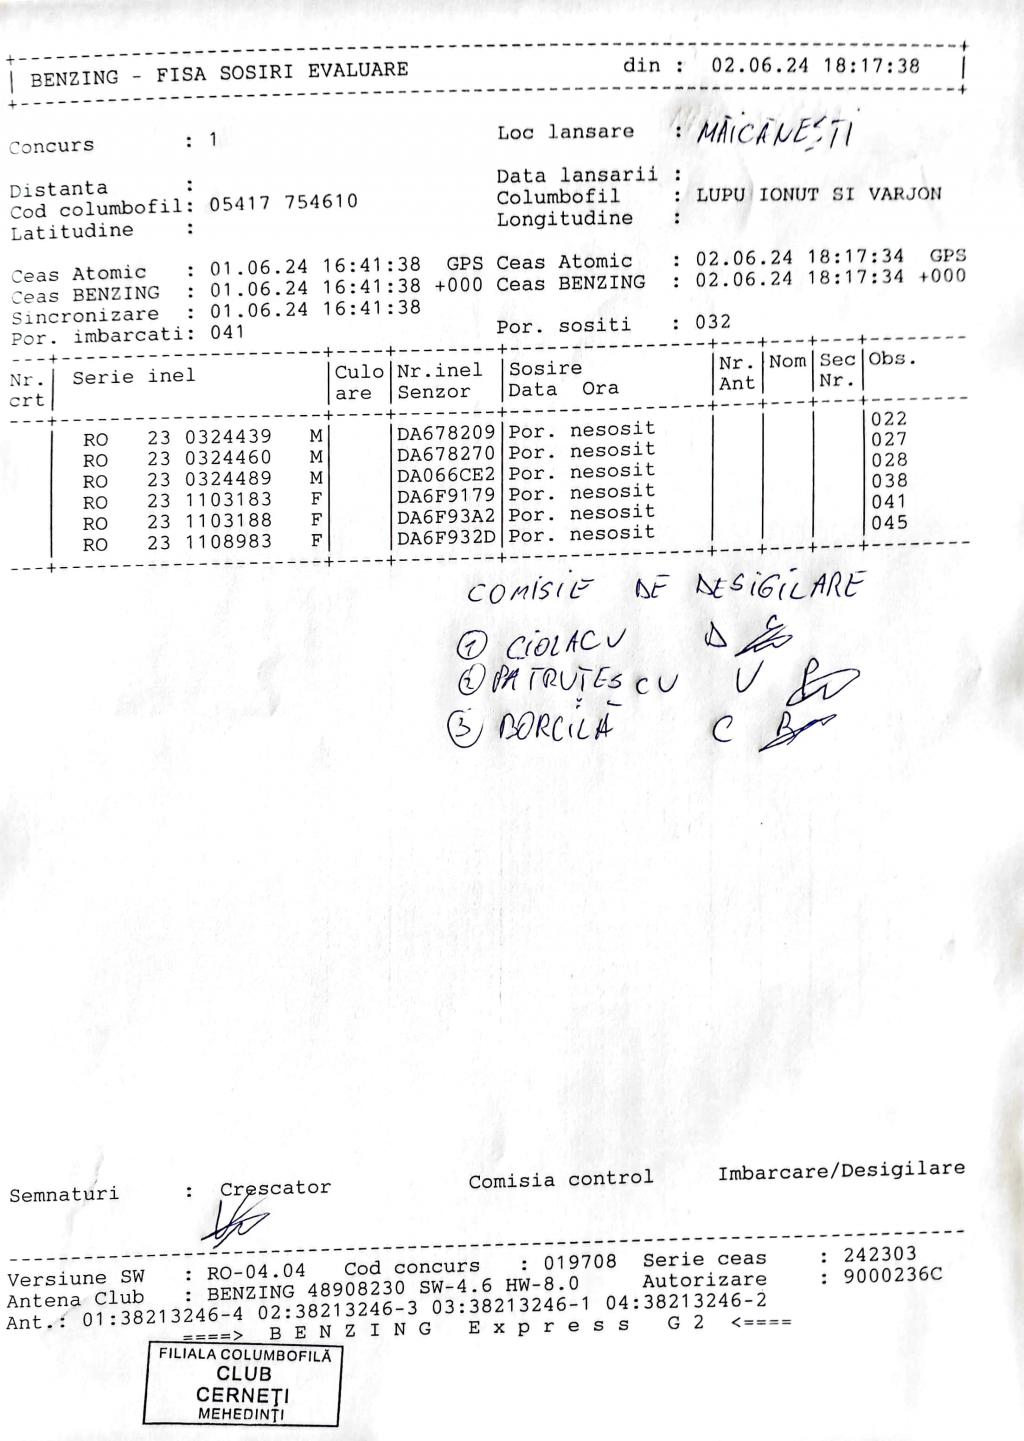 BENZING - FISA SOSIRI EVALUARE din : 02.06.24 18:17:38
Concurs : 1 Loc lansare : MĂICĂNEȘTI
Distanta : Data lansarii :
Cod columbofil: 05417 754610 Columbofil : LUPU IONUT SI VARJON
Latitudine : Longitudine :
Ceas Atomic : 01.06.24 16:41:38 GPS Ceas Atomic : 02.06.24 18:17:34 GPS
Ceas BENZING : 01.06.24 16:41:38 +000 Ceas BENZING : 02.06.24 18:17:34 +000
Sincronizare : 01.06.24 16:41:38
Por. imbarcati: 041 Por. sositi : 032
Nr. Serie inel Culo Nr.inel Sosire Nr. Nom Sec Obs.
crt are Senzor Data Ora Ant Nr.
RO 23 0324439 M DA678209 Por. nesosit 022
RO 23 0324460 M DA678270 Por. nesosit 027
RO 23 0324489 M DA066CE2 Por. nesosit 028
RO 23 1103183 F DA6F9179 Por. nesosit 038
RO 23 1103188 F DA6F93A2 Por. nesosit 041
RO 23 1108983 F DA6F932D Por. nesosit 045
COMISIE DE DESIGILARE
1 CIOLACU D
2 PATRUȚESCU V
3 BORCILĂ C
Semnaturi : Crescator Comisia control Imbarcare/Desigilare
Versiune SW : RO-04.04 Cod concurs : 019708 Serie ceas : 242303
Antena Club : BENZING 48908230 SW-4.6 HW-8.0 Autorizare : 9000236C
Ant.: 01:38213246-4 02:38213246-3 03:38213246-1 04:38213246-2
====> B E N Z I N G E x p r e s s G 2 <====
FILIALA COLUMBOFILĂ
CLUB
CERNEȚI
MEHEDINȚI